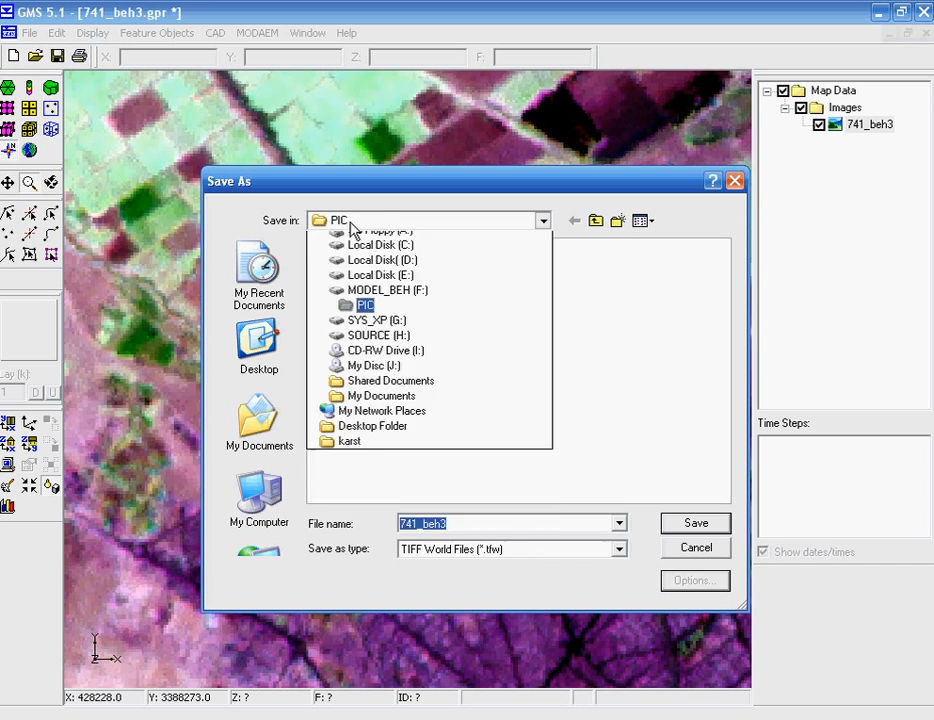 GMS 5.1 - [741_beh3.gpr *]
File Edit Display Feature Objects CAD MODAEM Window Help
X: Y: Z: F:
Map Data
Images
741_beh3
Save As
Save in: PIC
Local Disk (C:)
Local Disk( (D:)
Local Disk (E:)
MODEL_BEH (F:)
PIC
SYS_XP (G:)
SOURCE (H:)
CD-RW Drive (I:)
My Disc (J:)
Shared Documents
My Documents
My Network Places
Desktop Folder
karst
My Recent
Documents
Desktop
My Documents
My Computer
File name: 741_beh3 Save
Save as type: TIFF World Files (*.tfw) Cancel
Options...
Lay (k):
1 D U
Time Steps:
Show dates/times
Y
Z X
X: 428228.0 Y: 3388273.0 Z: ? F: ? ID: ?